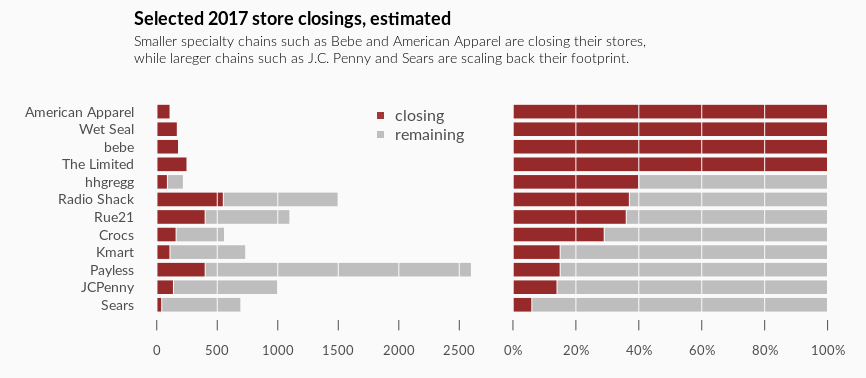 Selected 2017 store closings, estimated
Smaller specialty chains such as Bebe and American Apparel are closing their stores,
while lareger chains such as J.C. Penny and Sears are scaling back their footprint.
closing
remaining
American Apparel
Wet Seal
bebe
The Limited
hhgregg
Radio Shack
Rue21
Crocs
Kmart
Payless
JCPenny
Sears
0 500 1000 1500 2000 2500
0% 20% 40% 60% 80% 100%